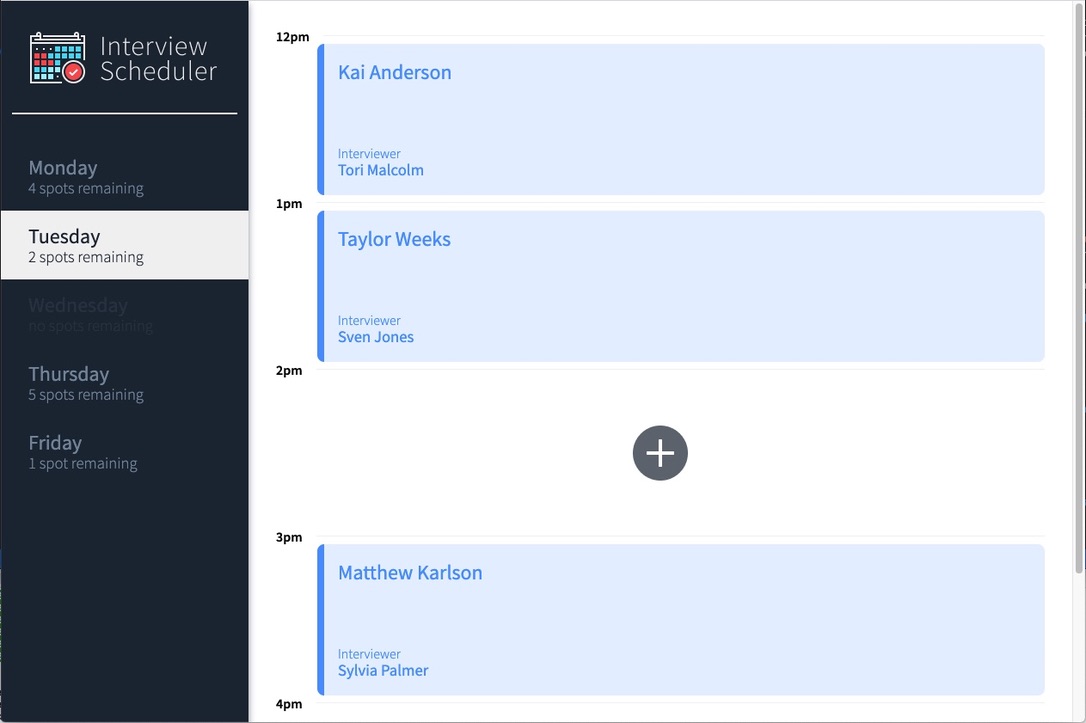 Interview
Scheduler
Monday
4 spots remaining
Tuesday
2 spots remaining
Wednesday
no spots remaining
Thursday
5 spots remaining
Friday
1 spot remaining
12pm
Kai Anderson
Interviewer
Tori Malcolm
1pm
Taylor Weeks
Interviewer
Sven Jones
2pm
3pm
Matthew Karlson
Interviewer
Sylvia Palmer
4pm